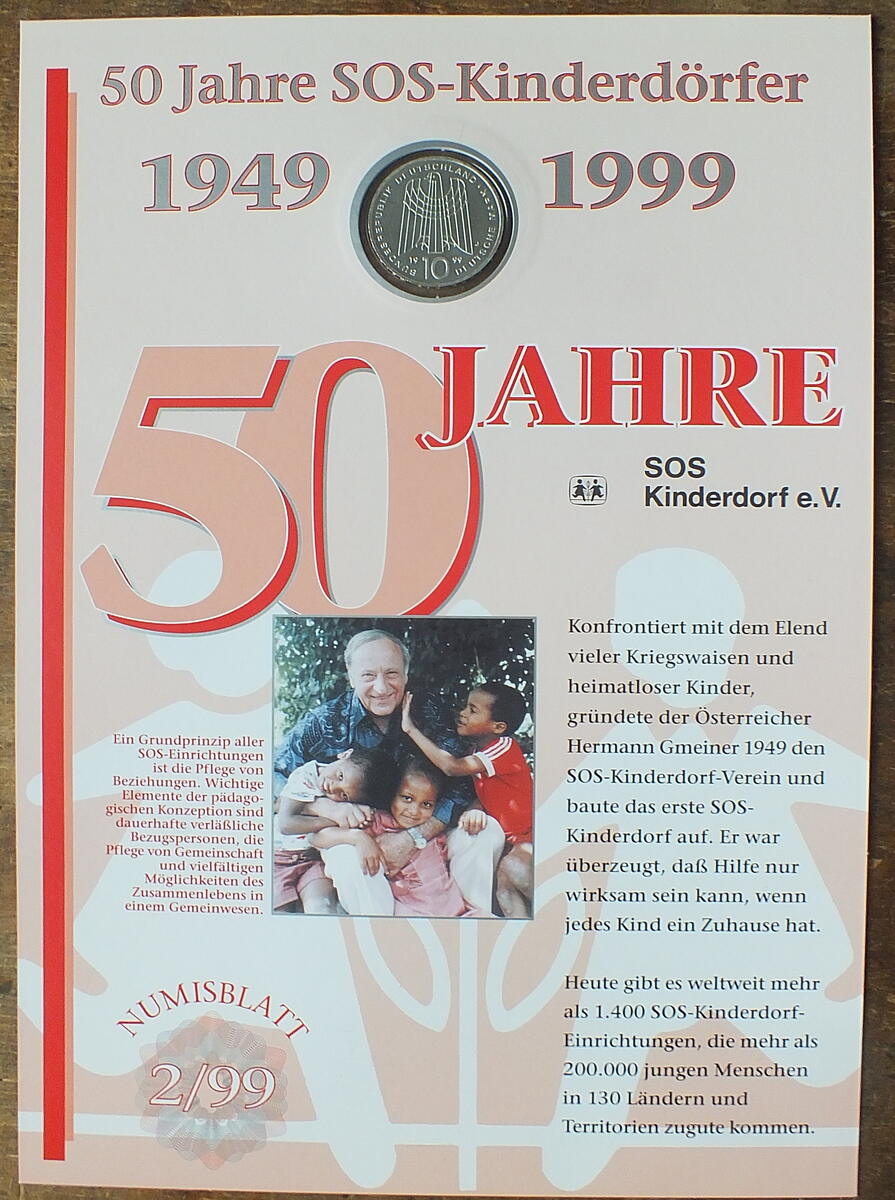 50 Jahre SOS-Kinderdörfer
1949 1999
BUNDESREPUBLIK DEUTSCHLAND
10 DEUTSCHE MARK
19 99
10
50 JAHRE
SOS
Kinderdorf e.V.
Ein Grundprinzip aller
SOS-Einrichtungen
ist die Pflege von
Beziehungen. Wichtige
Elemente der pädago-
gischen Konzeption sind
dauerhafte verläßliche
Bezugspersonen, die
Pflege von Gemeinschaft
und vielfältigen
Möglichkeiten des
Zusammenlebens in
einem Gemeinwesen.
Konfrontiert mit dem Elend
vieler Kriegswaisen und
heimatloser Kinder,
gründete der Österreicher
Hermann Gmeiner 1949 den
SOS-Kinderdorf-Verein und
baute das erste SOS-
Kinderdorf auf. Er war
überzeugt, daß Hilfe nur
wirksam sein kann, wenn
jedes Kind ein Zuhause hat.
Heute gibt es weltweit mehr
als 1.400 SOS-Kinderdorf-
Einrichtungen, die mehr als
200.000 jungen Menschen
in 130 Ländern und
Territorien zugute kommen.
NUMISBLATT
2/99